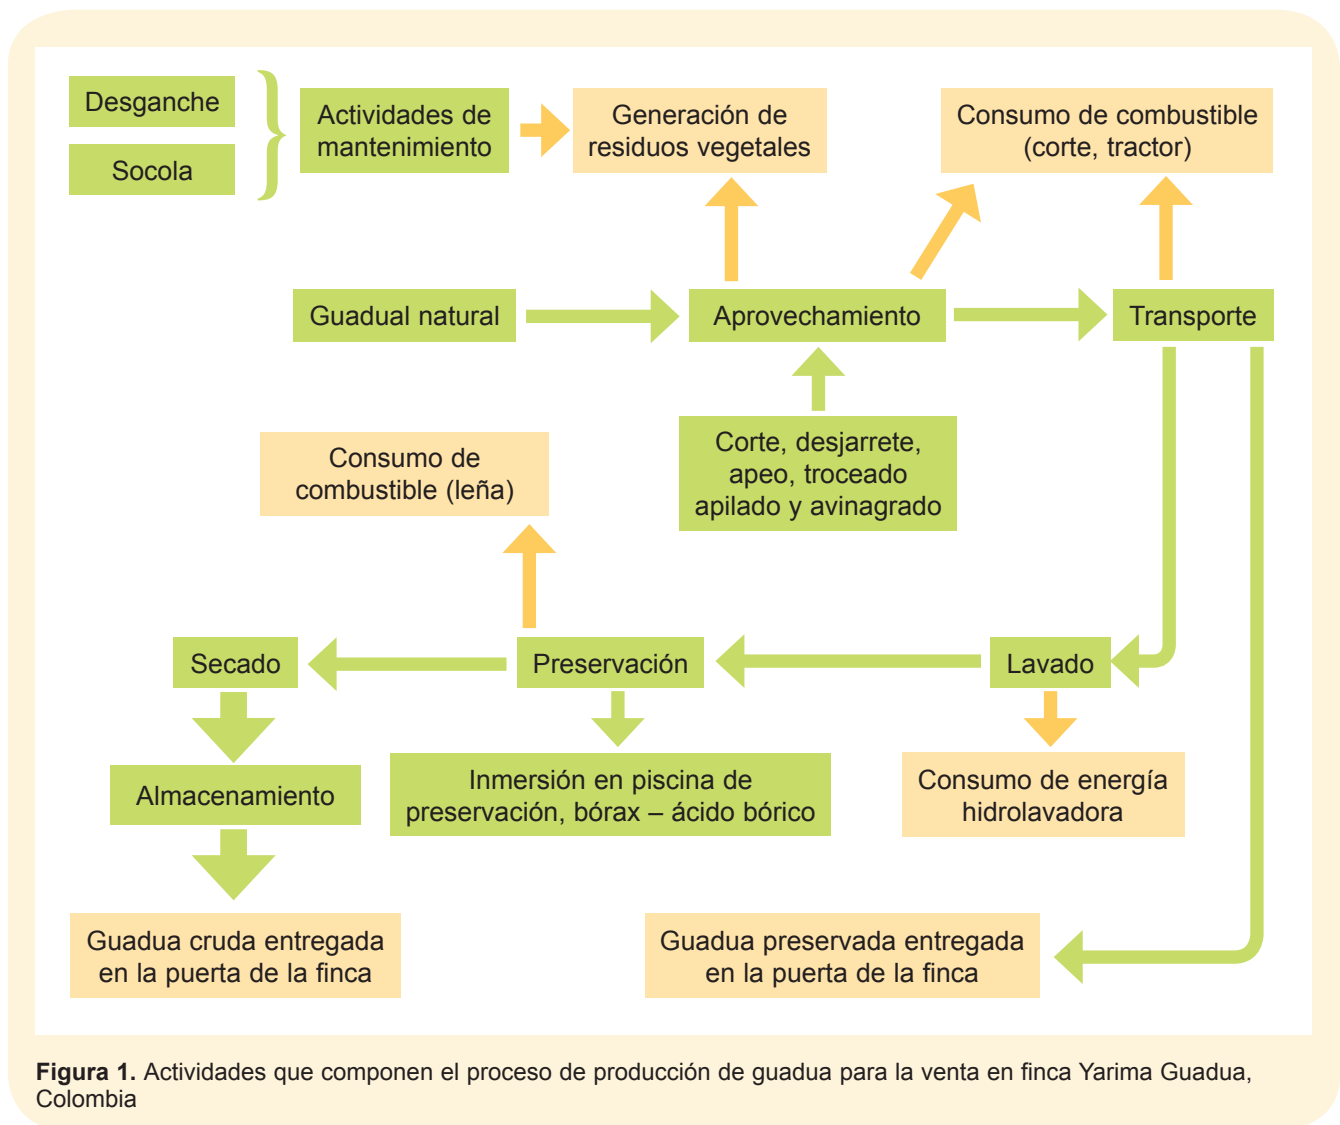 Desganche
Socola
Actividades de
mantenimiento
Generación de
residuos vegetales
Consumo de combustible
(corte, tractor)
Guadual natural
Aprovechamiento
Transporte
Corte, desjarrete,
apeo, troceado
apilado y avinagrado
Consumo de
combustible (leña)
Secado
Preservación
Lavado
Almacenamiento
Inmersión en piscina de
preservación, bórax – ácido bórico
Consumo de energía
hidrolavadora
Guadua cruda entregada
en la puerta de la finca
Guadua preservada entregada
en la puerta de la finca
Figura 1. Actividades que componen el proceso de producción de guadua para la venta en finca Yarima Guadua,
Colombia